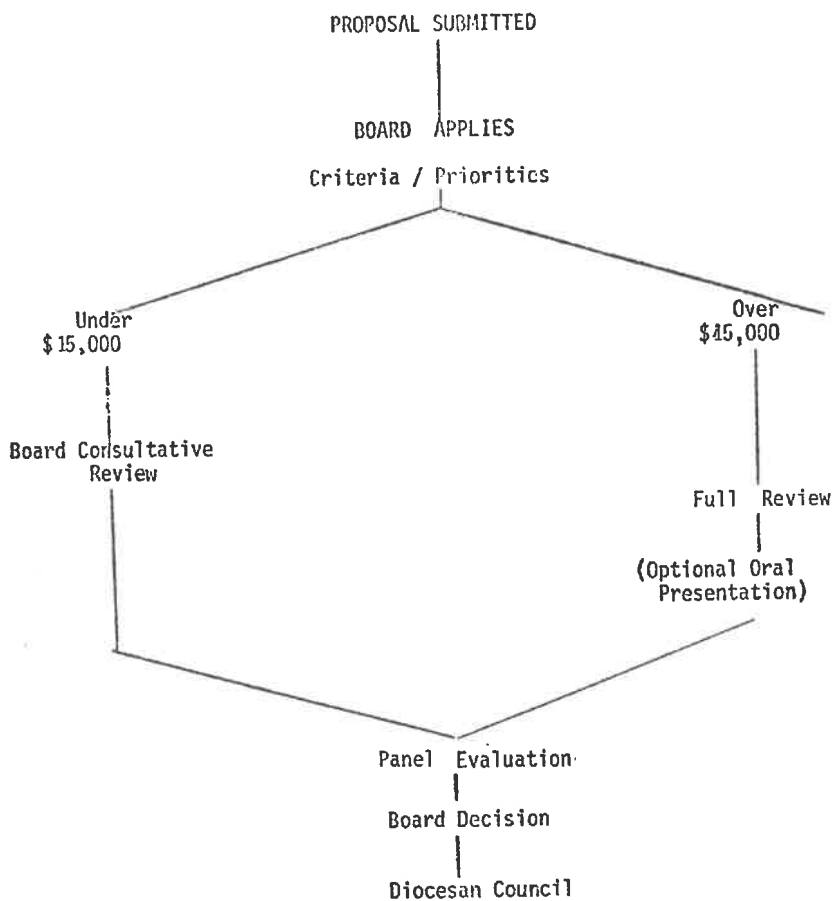 PROPOSAL SUBMITTED
BOARD APPLIES
Criteria / Priorities
Under
$15,000
Over
$15,000
Board Consultative
Review
Full Review
(Optional Oral
Presentation)
Panel Evaluation
Board Decision
Diocesan Council